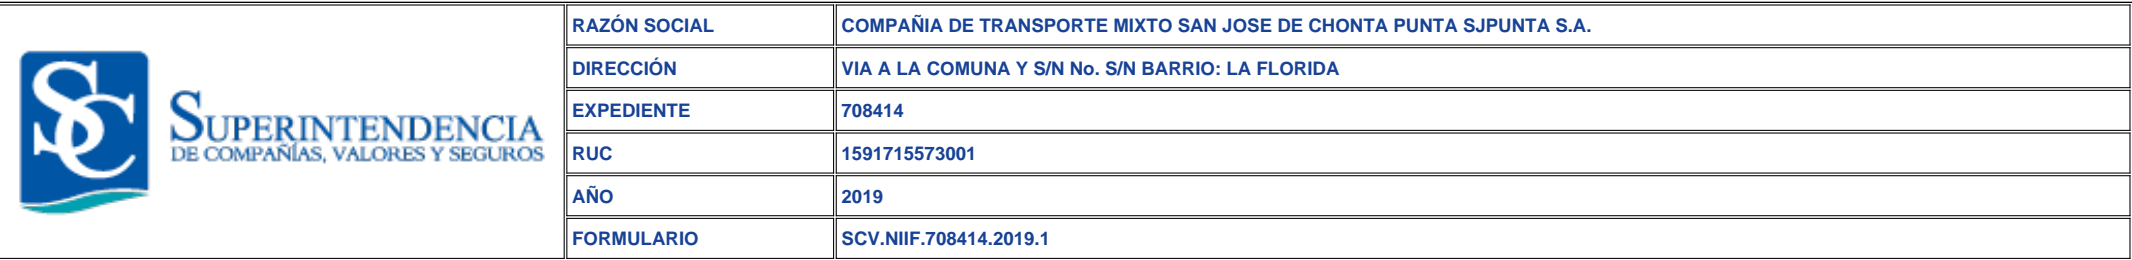 SC
SUPERINTENDENCIA
DE COMPAÑÍAS, VALORES Y SEGUROS
RAZÓN SOCIAL COMPAÑIA DE TRANSPORTE MIXTO SAN JOSE DE CHONTA PUNTA SJPUNTA S.A.
DIRECCIÓN VIA A LA COMUNA Y S/N No. S/N BARRIO: LA FLORIDA
EXPEDIENTE 708414
RUC 1591715573001
AÑO 2019
FORMULARIO SCV.NIIF.708414.2019.1